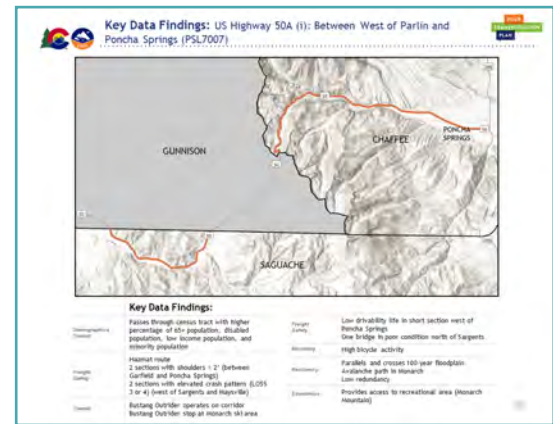 Key Data Findings: US Highway 50A (i): Between West of Parlin and
Poncha Springs (PSL7007)
YOUR
TRANSPORTATION
PLAN
GUNNISON
CHAFFEE
PONCHA
SPRINGS
SAGUACHE
Key Data Findings:
Passes through census tract with higher
percentage of 65+ population, disabled
population, low income population, and
minority population
Hazmat route
2 sections with shoulders < 2' (between
Garfield and Poncha Springs)
2 sections with elevated crash pattern (LOSS
3 or 4) (west of Sargents and Maysville)
Bustang Outrider operates on corridor
Bustang Outrider stop at Monarch ski area
Low drivability life in short section west of
Poncha Springs
One bridge in poor condition north of Sargents
High bicycle activity
Parallels and crosses 100-year floodplain
Avalanche path in Monarch
Low redundancy
Provides access to recreational area (Monarch
Mountain)